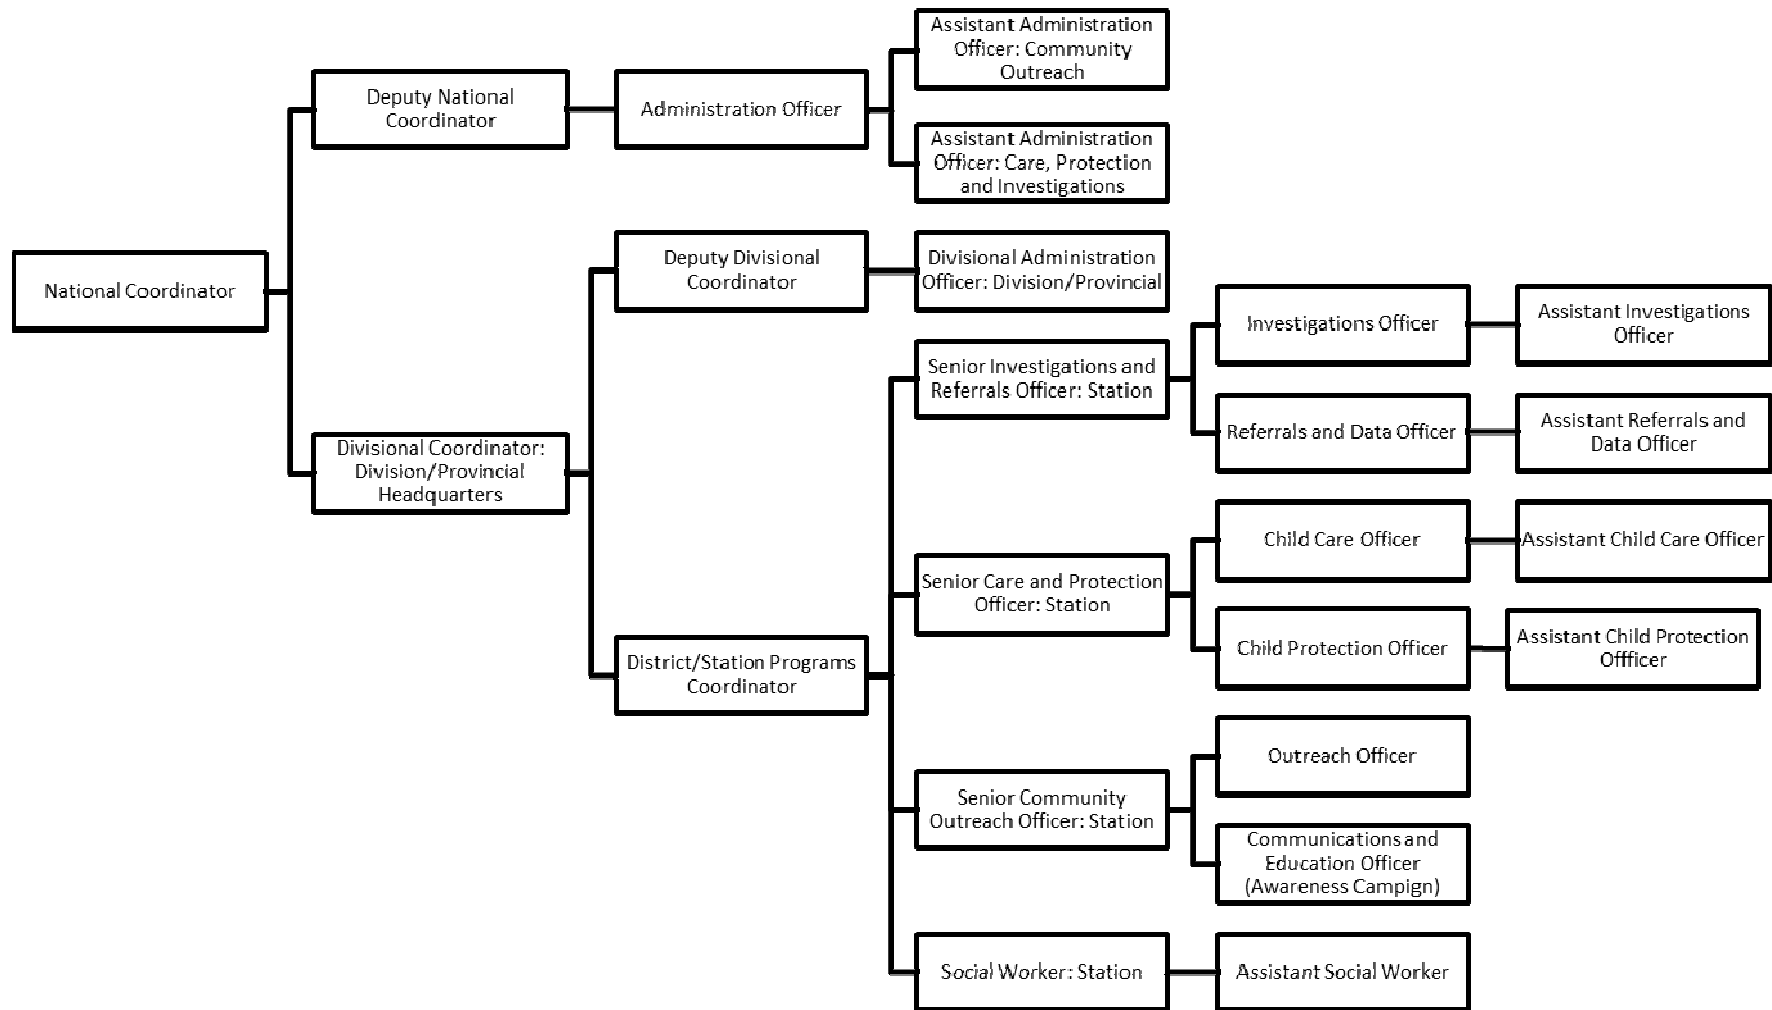 Assistant Administration
Officer: Community
Outreach
Deputy National
Coordinator
Administration Officer
Assistant Administration
Officer: Care, Protection
and Investigations
National Coordinator
Deputy Divisional
Coordinator
Divisional Administration
Officer: Division/Provincial
Investigations Officer
Assistant Investigations
Officer
Senior Investigations and
Referrals Officer: Station
Referrals and Data Officer
Assistant Referrals and
Data Officer
Divisional Coordinator:
Division/Provincial
Headquarters
Child Care Officer
Assistant Child Care Officer
Senior Care and Protection
Officer: Station
Child Protection Officer
Assistant Child Protection
Offficer
District/Station Programs
Coordinator
Outreach Officer
Senior Community
Outreach Officer: Station
Communications and
Education Officer
(Awareness Campign)
Social Worker: Station
Assistant Social Worker